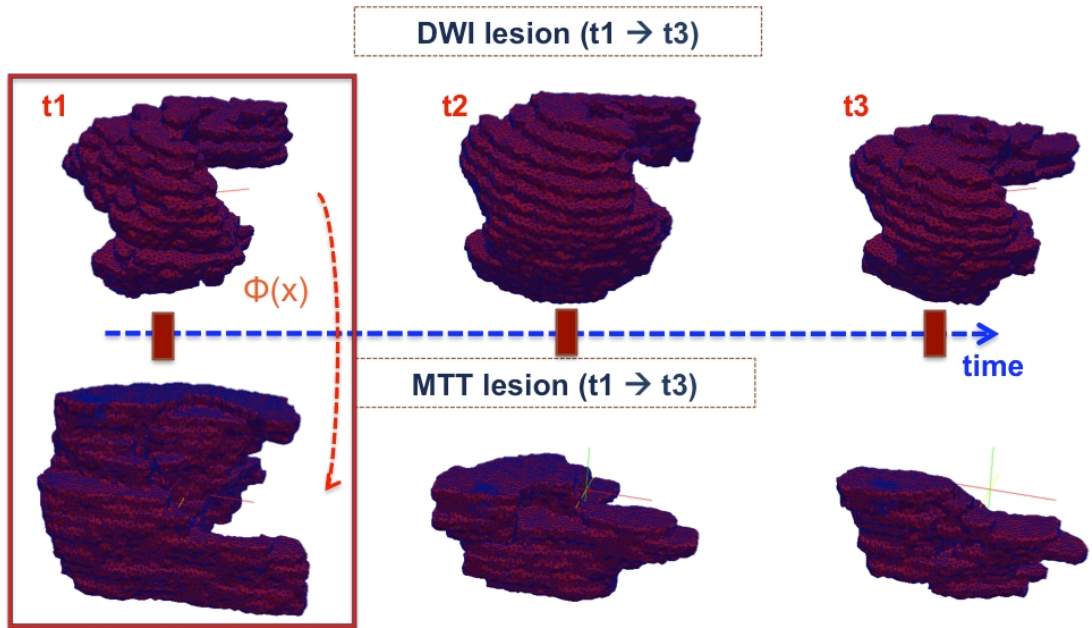 DWI lesion (t1 → t3)
t1
t2
t3
Φ(x)
time
MTT lesion (t1 → t3)